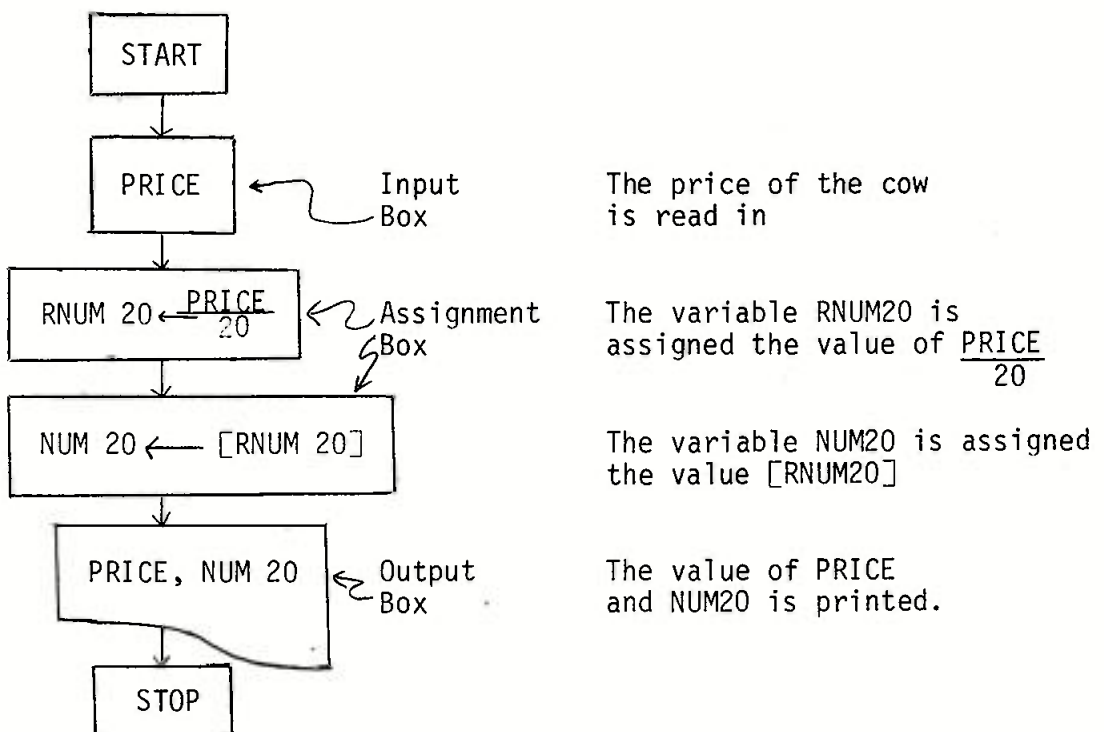 START
PRICE
Input
Box
The price of the cow
is read in
RNUM 20 ← PRICE
20
Assignment
Box
The variable RNUM20 is
assigned the value of PRICE
20
NUM 20 ← [RNUM 20]
The variable NUM20 is assigned
the value [RNUM20]
PRICE, NUM 20
Output
Box
The value of PRICE
and NUM20 is printed.
STOP